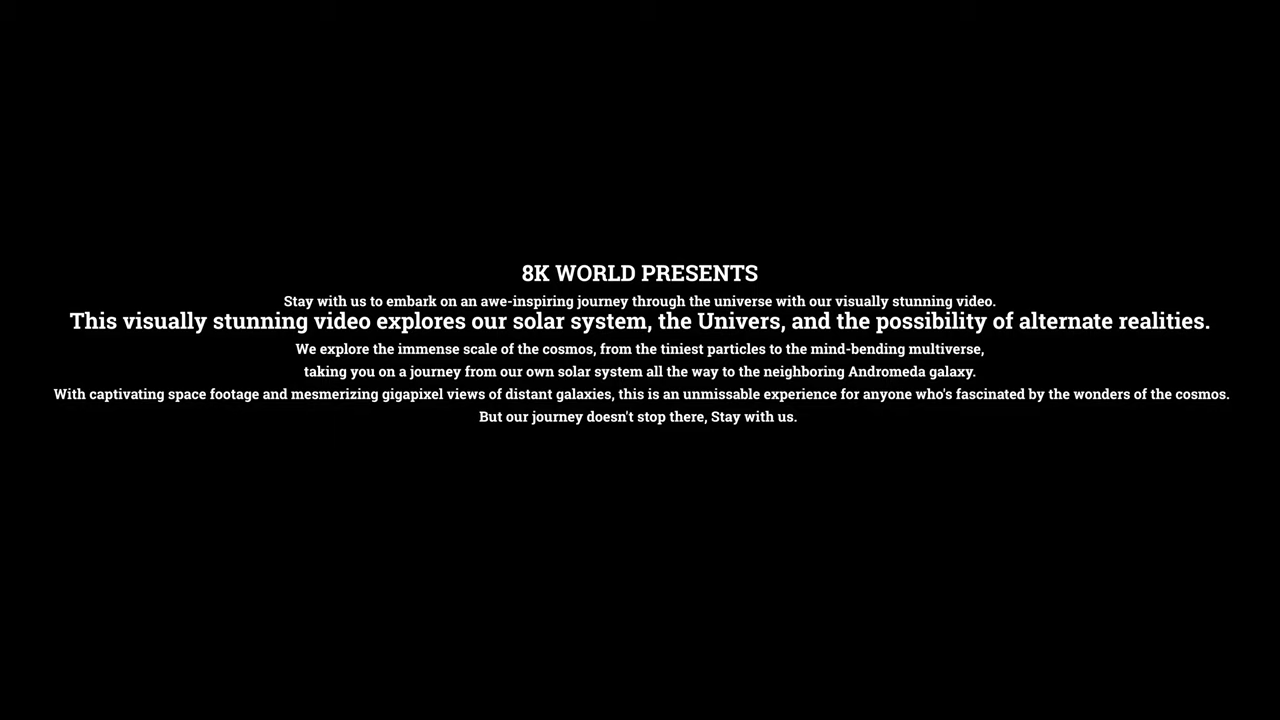 8K WORLD PRESENTS
Stay with us to embark on an awe-inspiring journey through the universe with our visually stunning video.
This visually stunning video explores our solar system, the Univers, and the possibility of alternate realities.
We explore the immense scale of the cosmos, from the tiniest particles to the mind-bending multiverse,
taking you on a journey from our own solar system all the way to the neighboring Andromeda galaxy.
With captivating space footage and mesmerizing gigapixel views of distant galaxies, this is an unmissable experience for anyone who's fascinated by the wonders of the cosmos.
But our journey doesn't stop there, Stay with us.